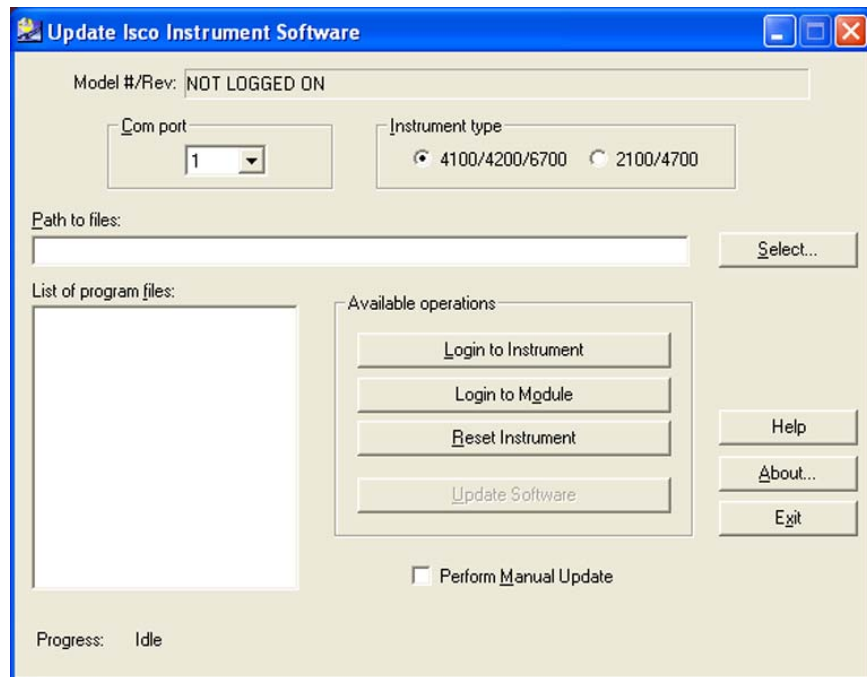 Update Isco Instrument Software
Model #/Rev: NOT LOGGED ON
Com port
1
Instrument type
4100/4200/6700
2100/4700
Path to files:
Select...
List of program files:
Available operations
Login to Instrument
Login to Module
Reset Instrument
Update Software
Help
About...
Exit
Perform Manual Update
Progress: Idle